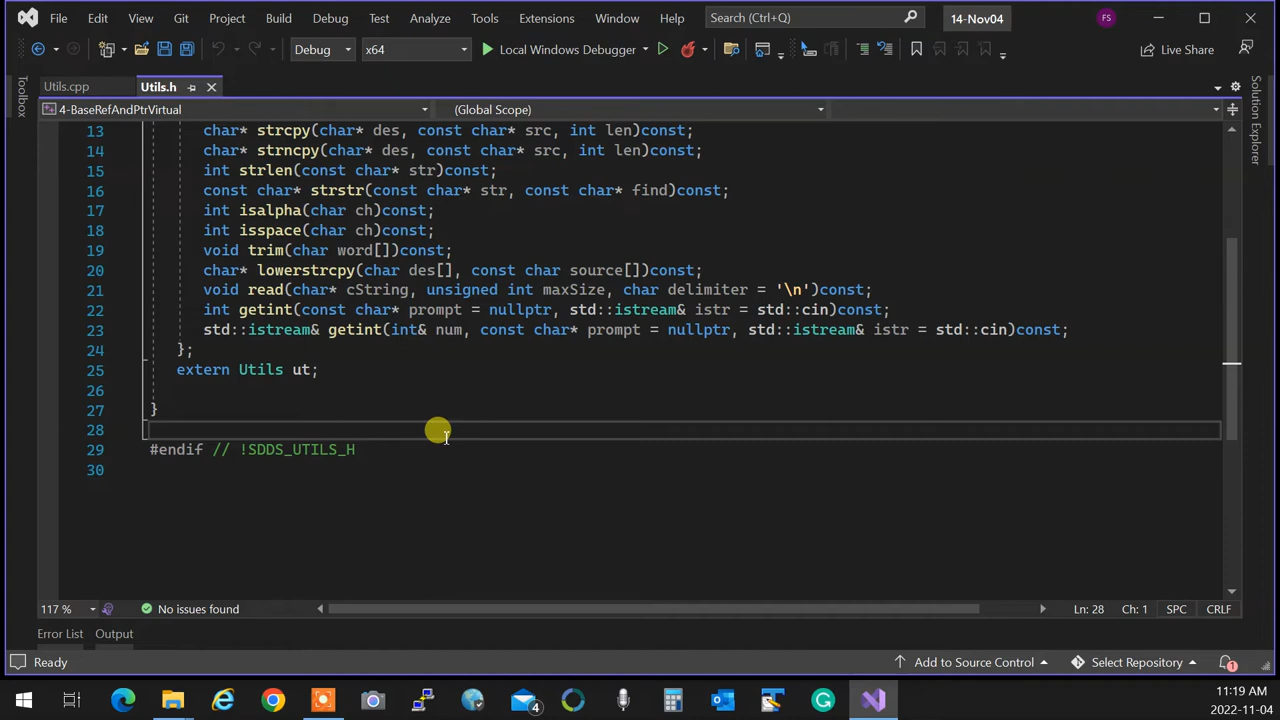 File Edit View Git Project Build Debug Test Analyze Tools Extensions Window Help Search (Ctrl+Q) 14-Nov04 FS
Debug x64 Local Windows Debugger Live Share
Utils.cpp Utils.h
4-BaseRefAndPtrVirtual (Global Scope)
Toolbox
Solution Explorer
13 char* strcpy(char* des, const char* src, int len)const;
14 char* strncpy(char* des, const char* src, int len)const;
15 int strlen(const char* str)const;
16 const char* strstr(const char* str, const char* find)const;
17 int isalpha(char ch)const;
18 int isspace(char ch)const;
19 void trim(char word[])const;
20 char* lowerstrcpy(char des[], const char source[])const;
21 void read(char* cString, unsigned int maxSize, char delimiter = '\n')const;
22 int getint(const char* prompt = nullptr, std::istream& istr = std::cin)const;
23 std::istream& getint(int& num, const char* prompt = nullptr, std::istream& istr = std::cin)const;
24 };
25 extern Utils ut;
26
27 }
28
29 #endif // !SDDS_UTILS_H
30
117 % No issues found Ln: 28 Ch: 1 SPC CRLF
Error List Output
Ready Add to Source Control Select Repository 1
4
11:19 AM
2022-11-04